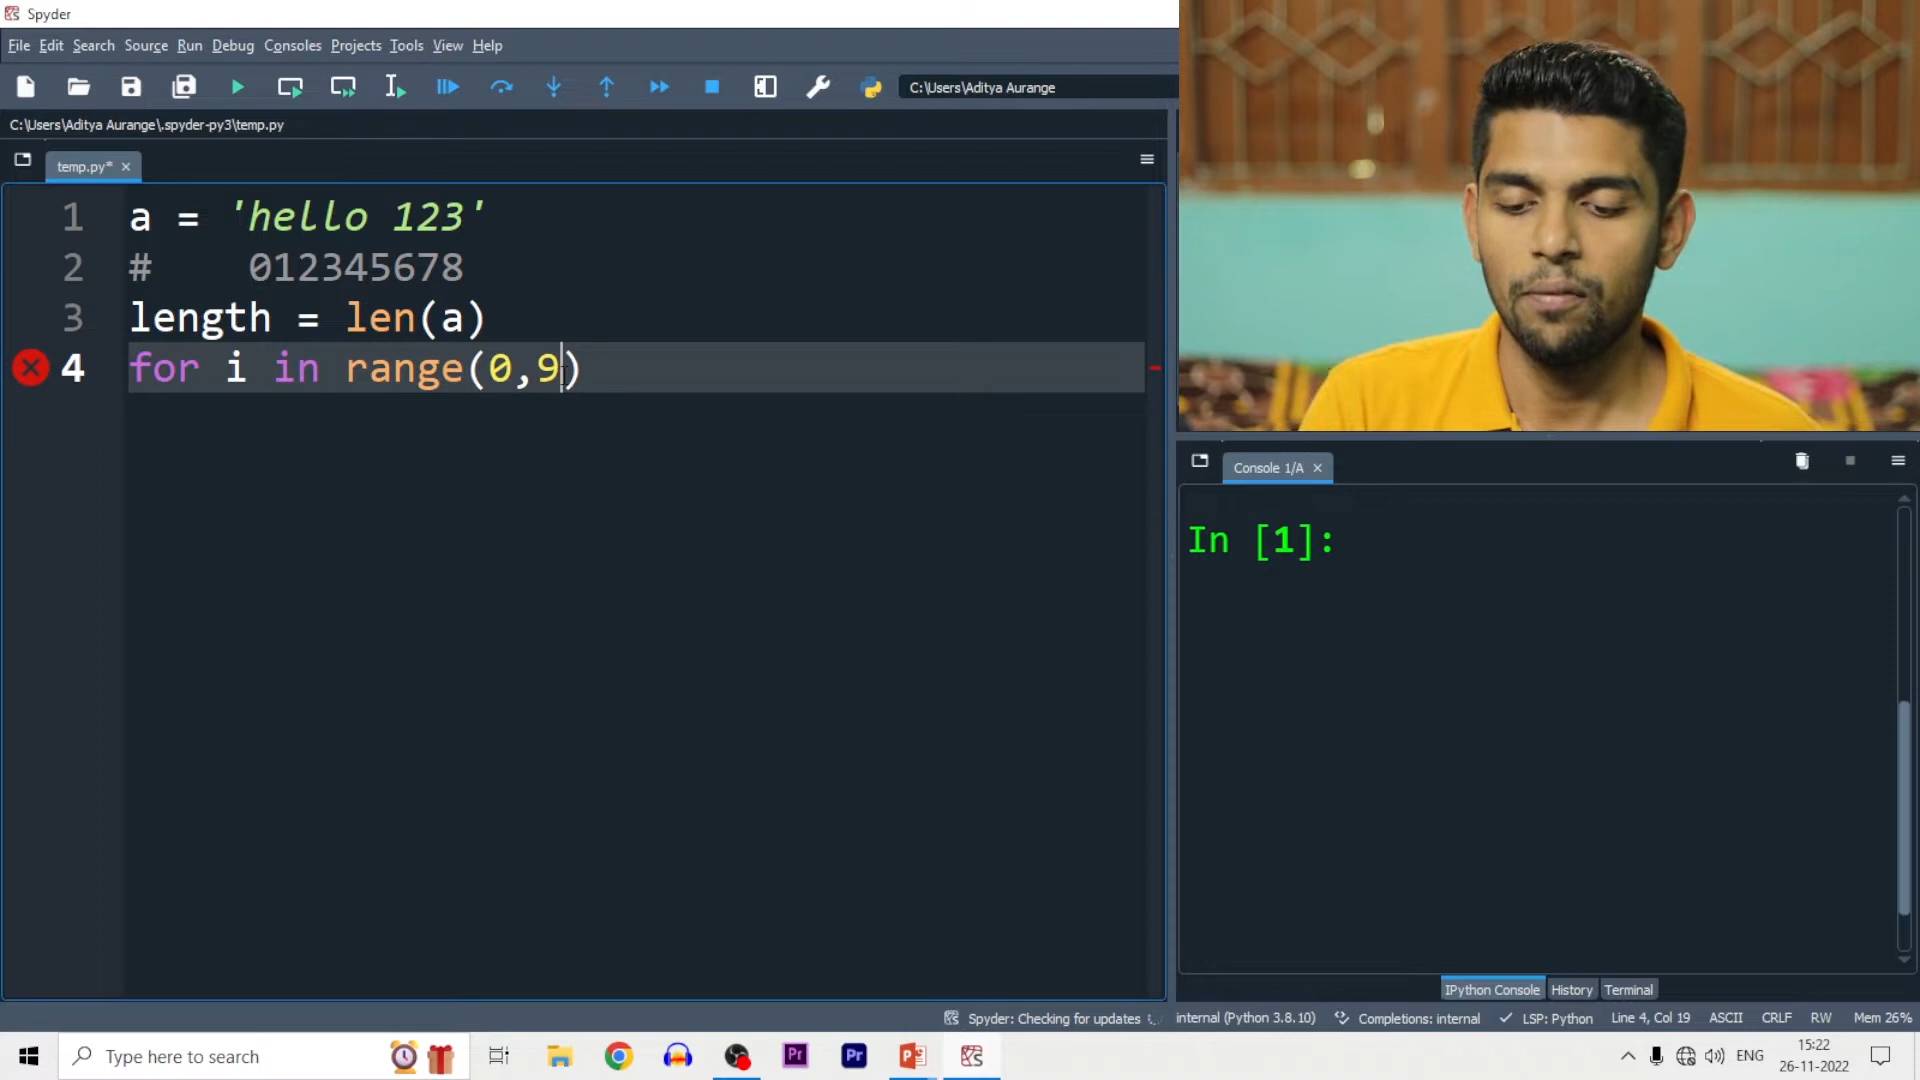 Spyder
File Edit Search Source Run Debug Consoles Projects Tools View Help
C:\Users\Aditya Aurange
C:\Users\Aditya Aurange\.spyder-py3\temp.py
temp.py*
1 a = 'hello 123'
2 #    012345678
3 length = len(a)
4 for i in range(0,9)
Console 1/A
In [1]:
IPython Console History Terminal
Spyder: Checking for updates internal (Python 3.8.10) Completions: internal LSP: Python Line 4, Col 19 ASCII CRLF RW Mem 26%
Type here to search
Pr Pr
ENG
15:22
26-11-2022